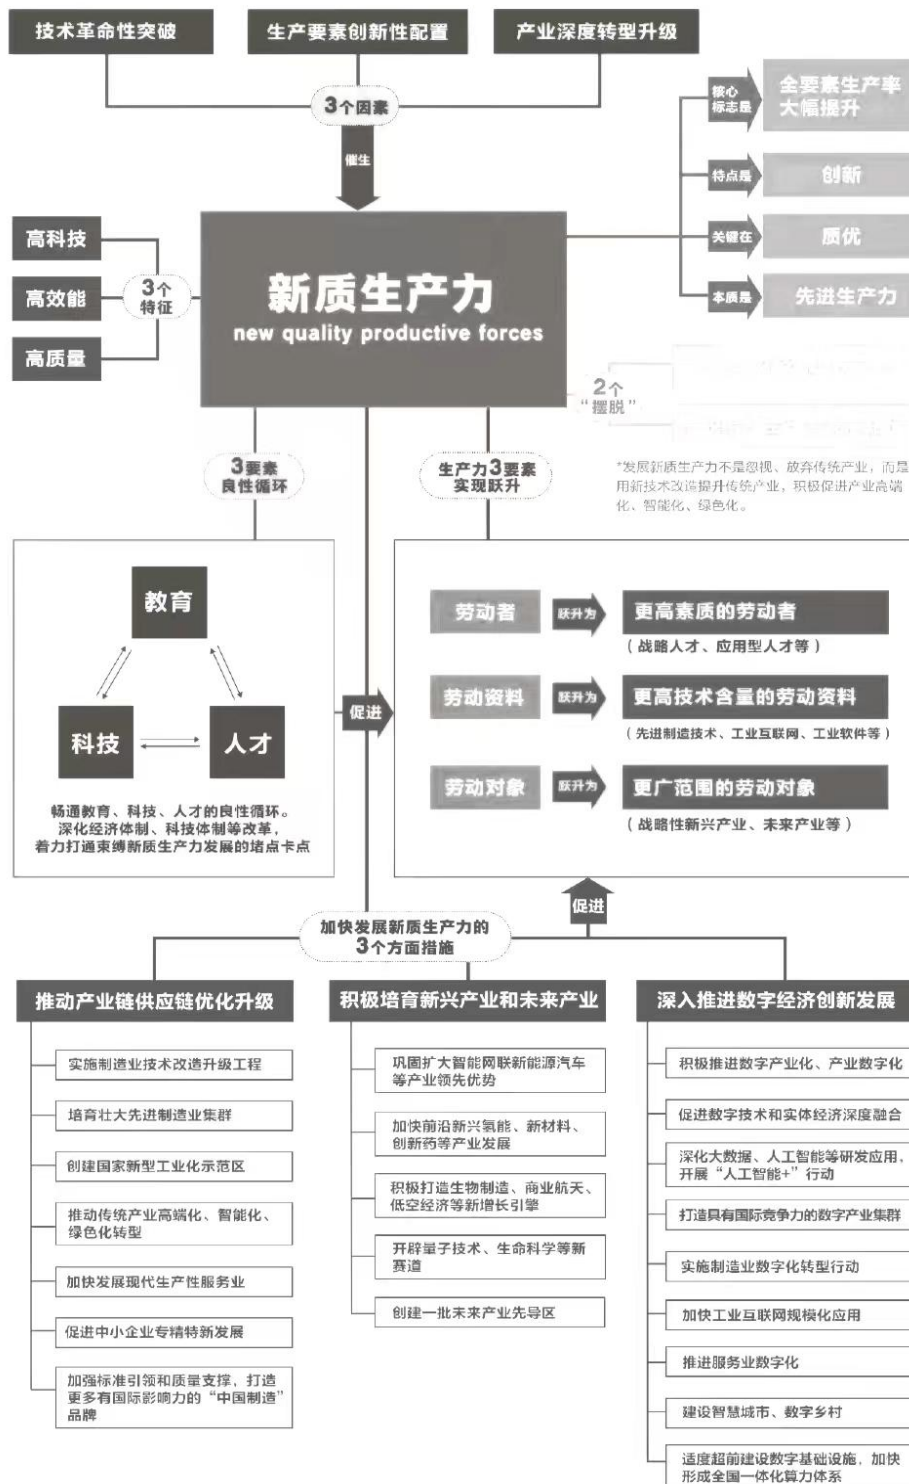 技术革命性突破
生产要素创新性配置
产业深度转型升级
3个因素
催生
核心
标志是
全要素生产率
大幅提升
特点是
创新
关键在
质优
本质是
先进生产力
高科技
高效能
高质量
3个
特征
新质生产力
new quality productive forces
2个
“摆脱”
*发展新质生产力不是忽视、放弃传统产业，而是
用新技术改造提升传统产业，积极促进产业高端
化、智能化、绿色化。
3要素
良性循环
生产力3要素
实现跃升
教育
科技
人才
畅通教育、科技、人才的良性循环。
深化经济体制、科技体制等改革，
着力打通束缚新质生产力发展的堵点卡点
促进
劳动者
跃升为
更高素质的劳动者
（战略人才、应用型人才等）
劳动资料
跃升为
更高技术含量的劳动资料
（先进制造技术、工业互联网、工业软件等）
劳动对象
跃升为
更广范围的劳动对象
（战略性新兴产业、未来产业等）
促进
加快发展新质生产力的
3个方面措施
推动产业链供应链优化升级
实施制造业技术改造升级工程
培育壮大先进制造业集群
创建国家新型工业化示范区
推动传统产业高端化、智能化、
绿色化转型
加快发展现代生产性服务业
促进中小企业专精特新发展
加强标准引领和质量支撑，打造
更多有国际影响力的“中国制造”
品牌
积极培育新兴产业和未来产业
巩固扩大智能网联新能源汽车
等产业领先优势
加快前沿新兴氢能、新材料、
创新药等产业发展
积极打造生物制造、商业航天、
低空经济等新增长引擎
开辟量子技术、生命科学等新
赛道
创建一批未来产业先导区
深入推进数字经济创新发展
积极推进数字产业化、产业数字化
促进数字技术和实体经济深度融合
深化大数据、人工智能等研发应用，
开展“人工智能+”行动
打造具有国际竞争力的数字产业集群
实施制造业数字化转型行动
加快工业互联网规模化应用
推进服务业数字化
建设智慧城市、数字乡村
适度超前建设数字基础设施，加快
形成全国一体化算力体系